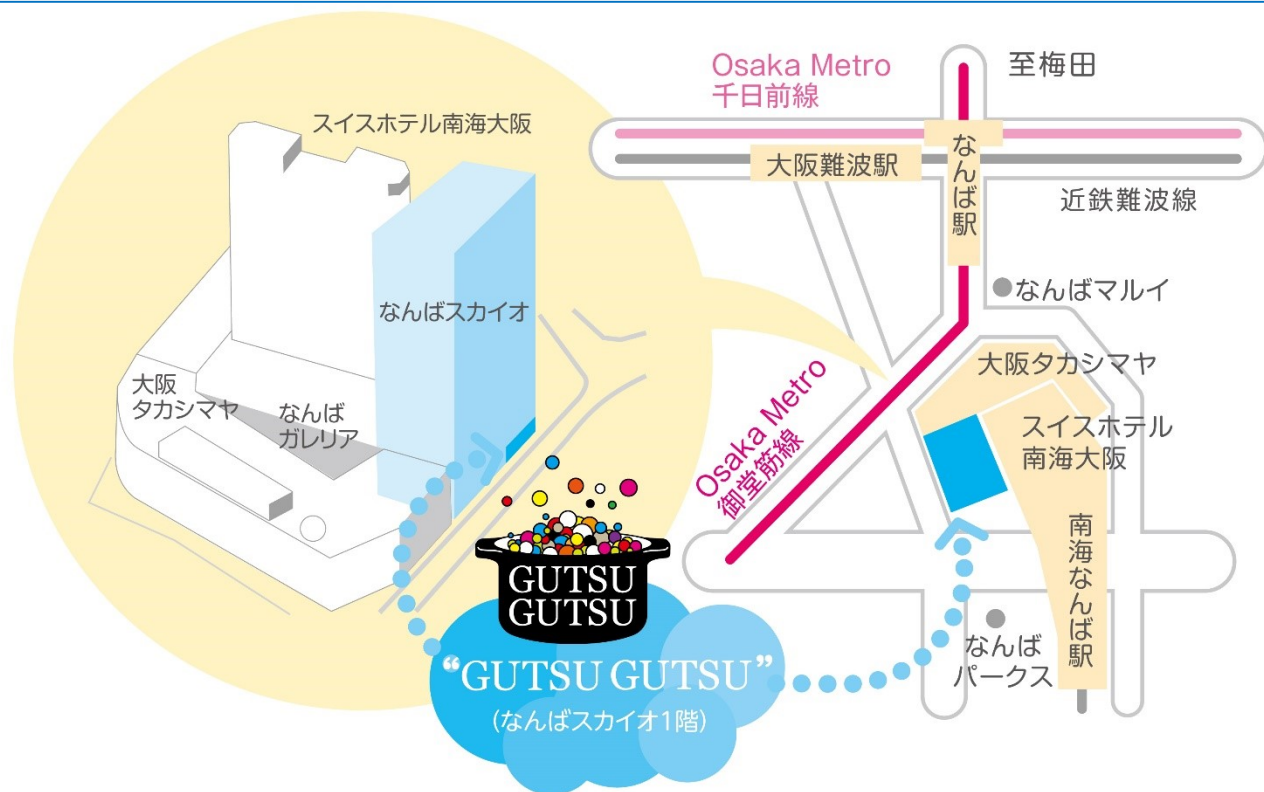 スイスホテル南海大阪
なんばスカイオ
大阪
タカシマヤ
なんば
ガレリア
GUTSU
GUTSU
“GUTSU GUTSU”
(なんばスカイオ1階)
Osaka Metro
千日前線
至梅田
大阪難波駅
なんば駅
近鉄難波線
なんばマルイ
大阪タカシマヤ
Osaka Metro
御堂筋線
スイスホテル
南海大阪
南海なんば駅
なんば
パークス